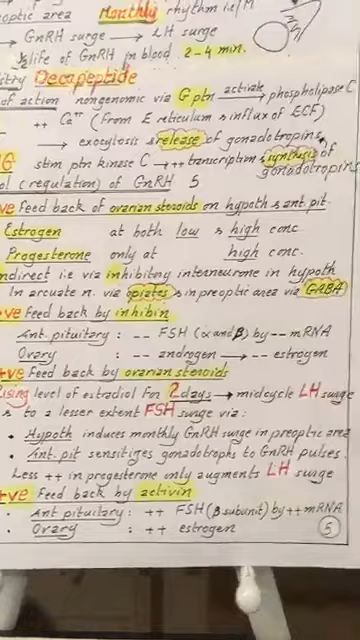 optic area Monthly rhythm i.e/M
→ GnRH surge → LH surge
½ life of GnRH in blood 2-4 min.
stry Decapeptide
of action nongenomic via G ptn activate → phospholipase C
++ Ca++ (from E reticulum & influx of ECF)
→ exocytosis & release of gonadotropins.
NG stim ptn kinase C → ++ transcription & synthesis of gonadotropins
ol (regulation) of GnRH 5
ve Feed back of ovarian steroids on hypoth & ant. pit.
Estrogen at both low & high conc
Progesterone only at high conc.
ndirect i.e via inhibitory interneurone in hypoth
In arcuate n. via opiates & in preoptic area via GABA
ve Feed back by inhibin
Ant. pituitary : -- FSH (α and β) by -- mRNA
Ovary : -- androgen → -- estrogen
+ve Feed back by ovarian steroids
ising level of estradiol for 2 days → midcycle LH surge
& to a lesser extent FSH surge via:
• Hypoth induces monthly GnRH surge in preoptic area
• Ant. pit sensitizes gonadotrophs to GnRH pulses.
Less ++ in progesterone only augments LH surge
+ve Feed back by activin
• Ant pituitary : ++ FSH (β subunit) by ++ mRNA
• Ovary : ++ estrogen
5